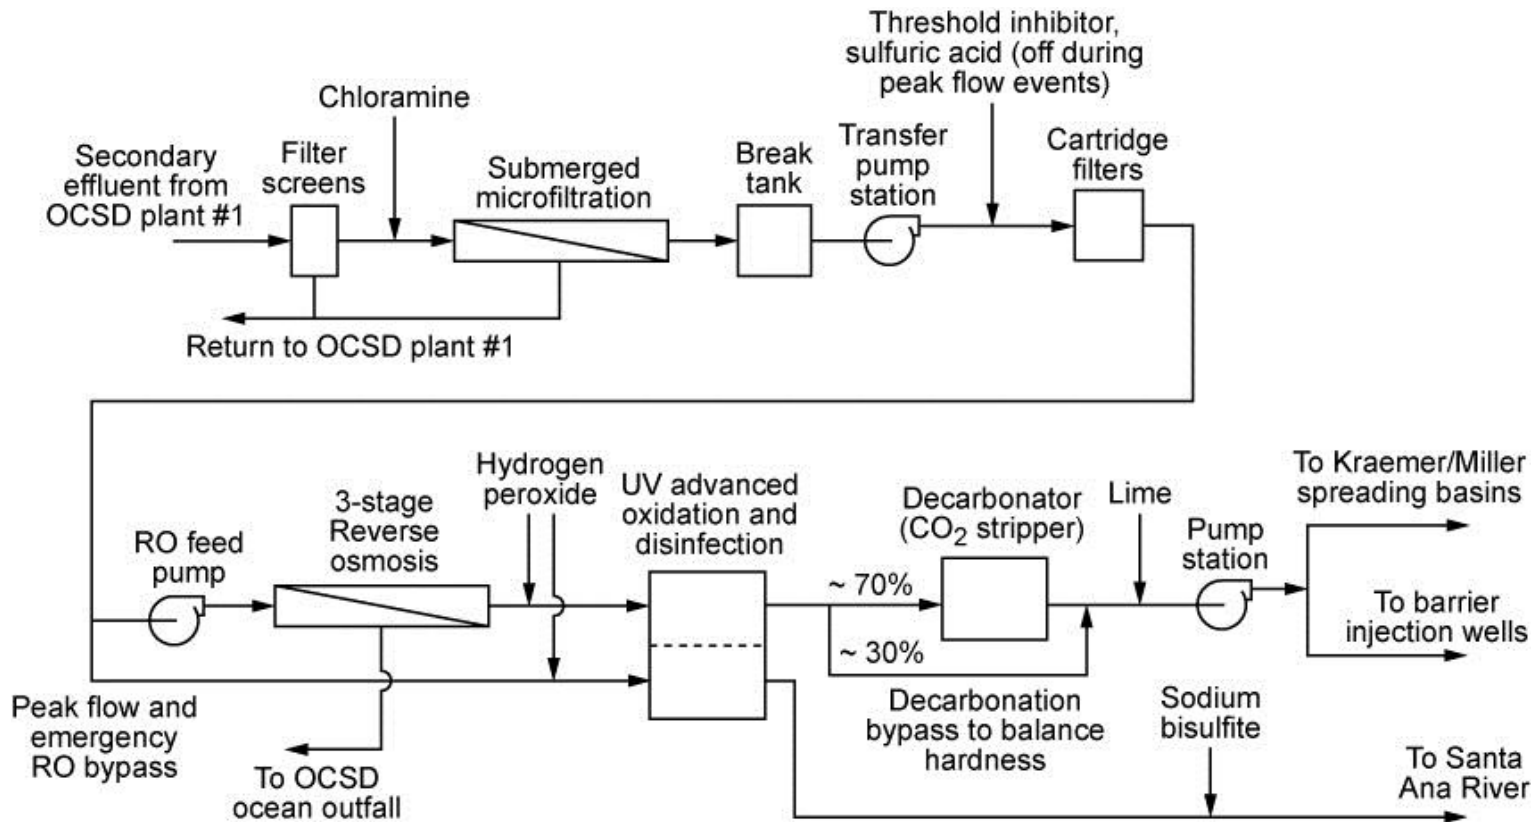 Threshold inhibitor,
sulfuric acid (off during
peak flow events)
Chloramine
Secondary
effluent from
OCSD plant #1
Filter
screens
Submerged
microfiltration
Break
tank
Transfer
pump
station
Cartridge
filters
Return to OCSD plant #1
RO feed
pump
3-stage
Reverse
osmosis
Hydrogen
peroxide
UV advanced
oxidation and
disinfection
~ 70%
~ 30%
Decarbonator
(CO2 stripper)
Lime
Pump
station
To Kraemer/Miller
spreading basins
To barrier
injection wells
Peak flow and
emergency
RO bypass
To OCSD
ocean outfall
Decarbonation
bypass to balance
hardness
Sodium
bisulfite
To Santa
Ana River